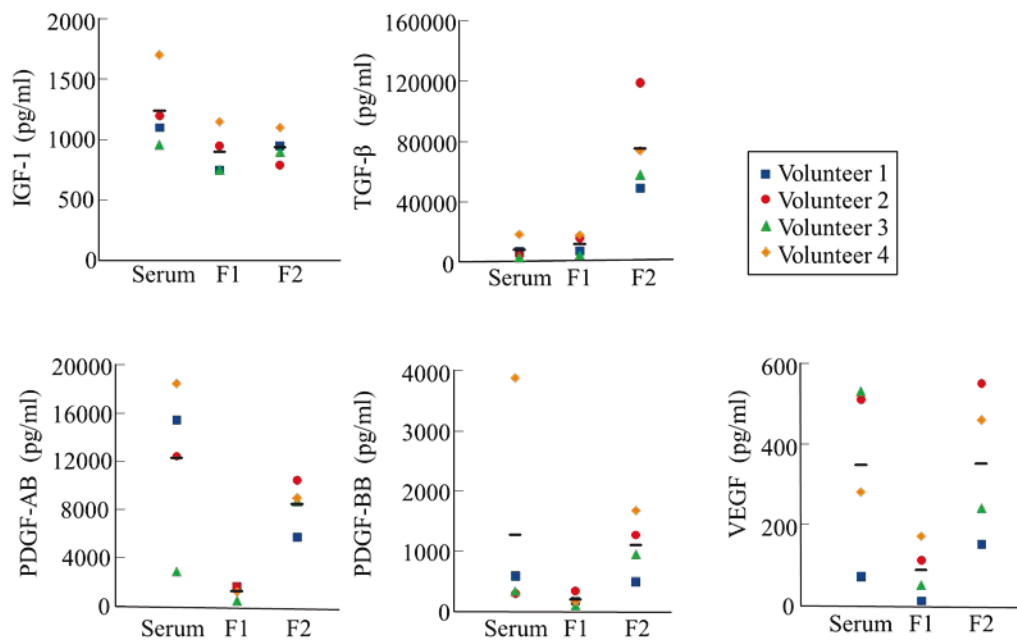 IGF-1 (pg/ml)
2000
1500
1000
500
0
Serum F1 F2
TGF-β (pg/ml)
160000
120000
80000
40000
0
Serum F1 F2
Volunteer 1
Volunteer 2
Volunteer 3
Volunteer 4
PDGF-AB (pg/ml)
20000
16000
12000
8000
4000
0
Serum F1 F2
PDGF-BB (pg/ml)
4000
3000
2000
1000
0
Serum F1 F2
VEGF (pg/ml)
600
400
200
0
Serum F1 F2